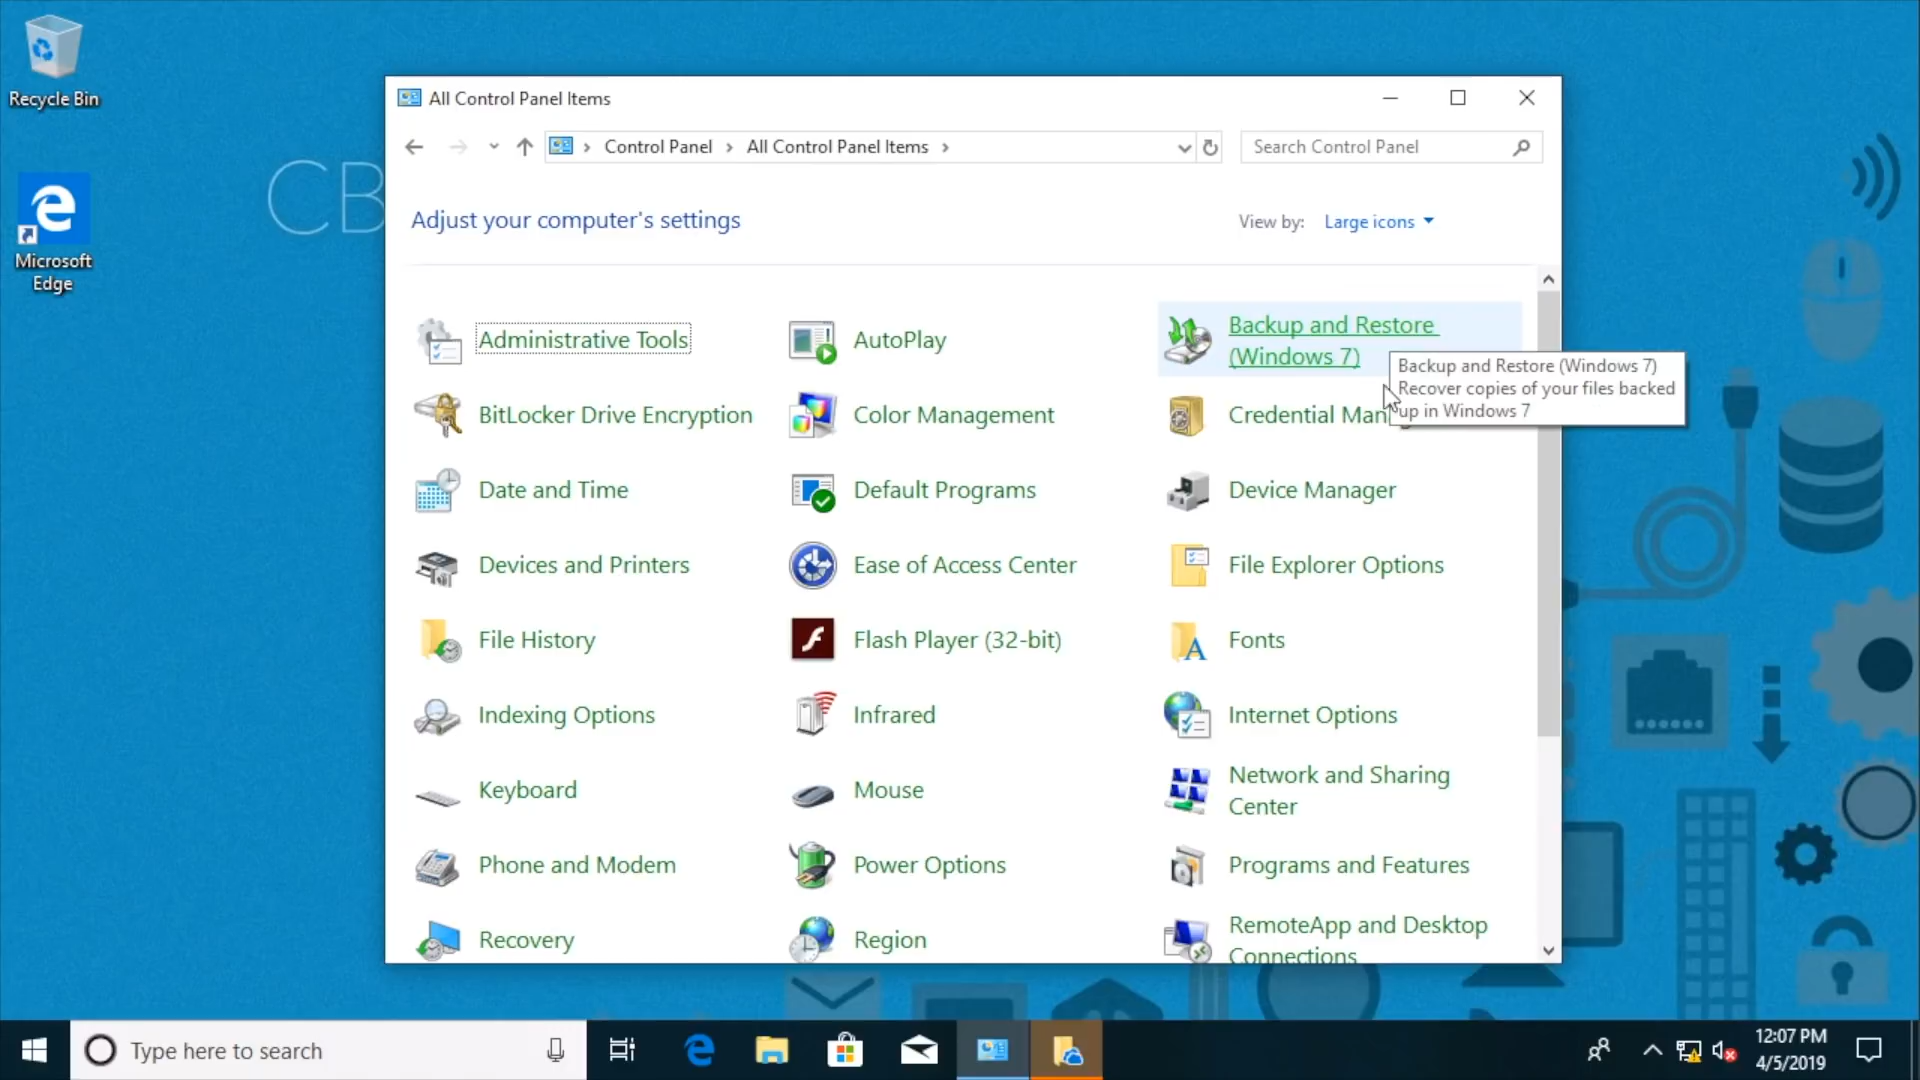 Recycle Bin
Microsoft
Edge
CB
All Control Panel Items
Control Panel
All Control Panel Items
Search Control Panel
Adjust your computer's settings
View by:
Large icons
Administrative Tools
AutoPlay
Backup and Restore
(Windows 7)
Backup and Restore (Windows 7)
Recover copies of your files backed
up in Windows 7
BitLocker Drive Encryption
Color Management
Credential Man
Date and Time
Default Programs
Device Manager
Devices and Printers
Ease of Access Center
File Explorer Options
File History
Flash Player (32-bit)
Fonts
Indexing Options
Infrared
Internet Options
Keyboard
Mouse
Network and Sharing
Center
Phone and Modem
Power Options
Programs and Features
Recovery
Region
RemoteApp and Desktop
Connections
Type here to search
12:07 PM
4/5/2019